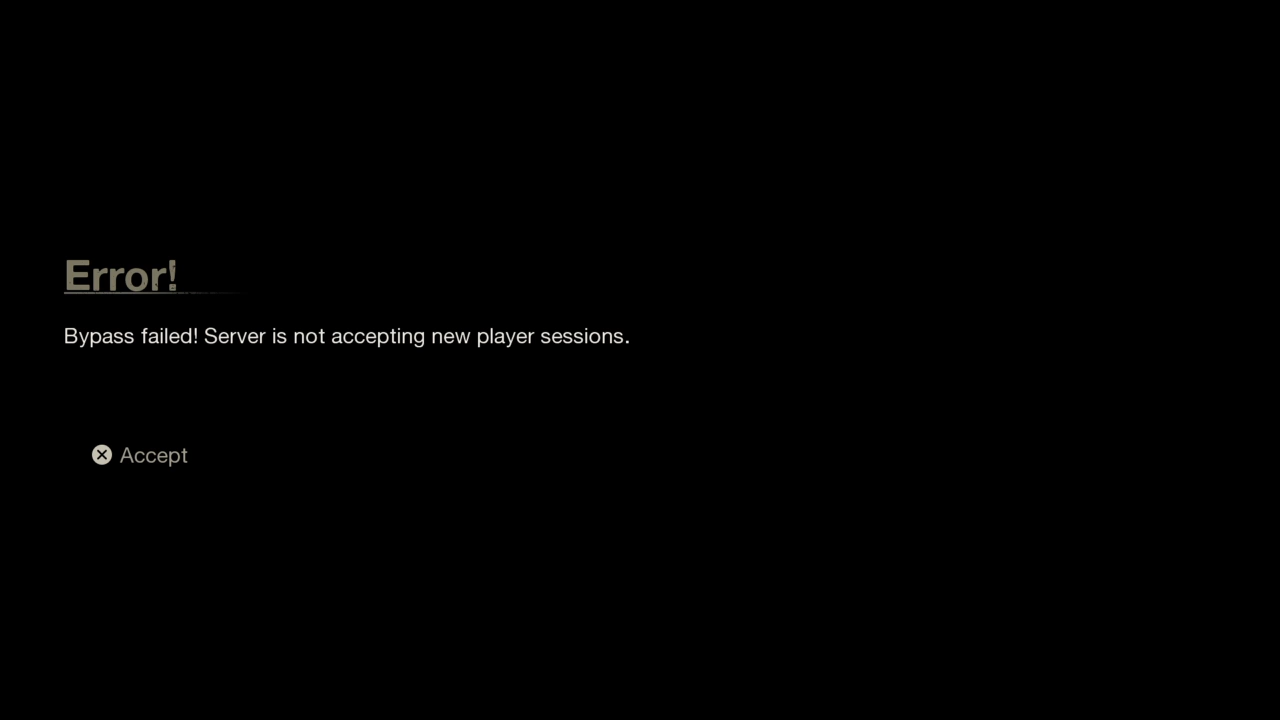 Error!
Bypass failed! Server is not accepting new player sessions.
Accept